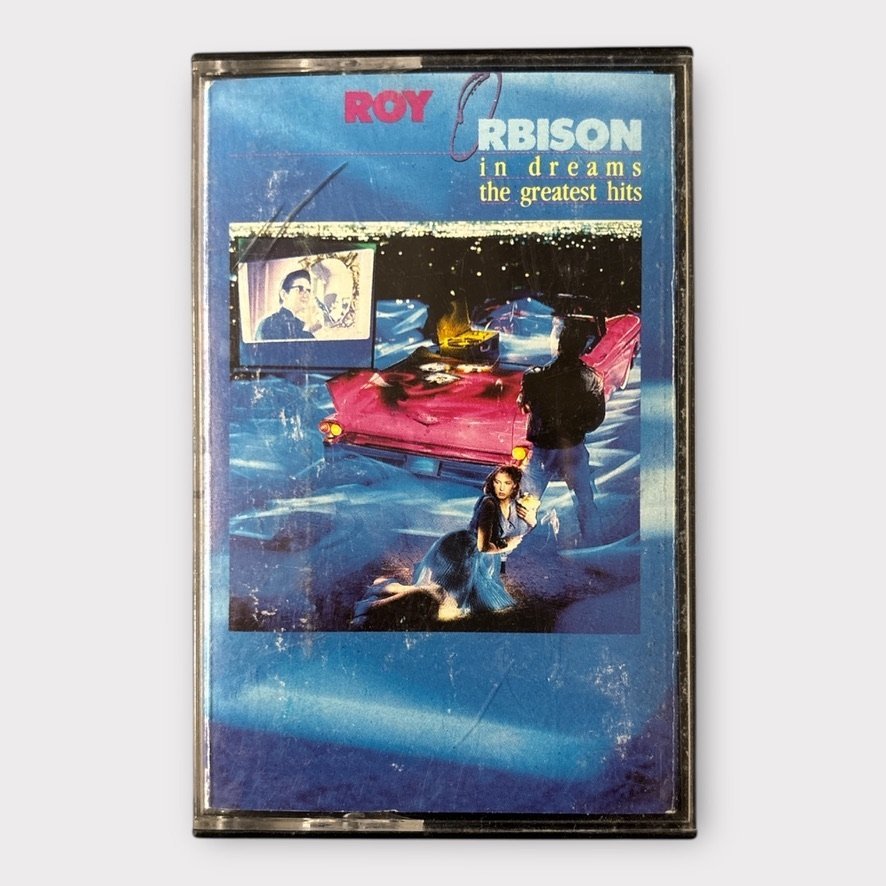 ROY ORBISON
in dreams
the greatest hits